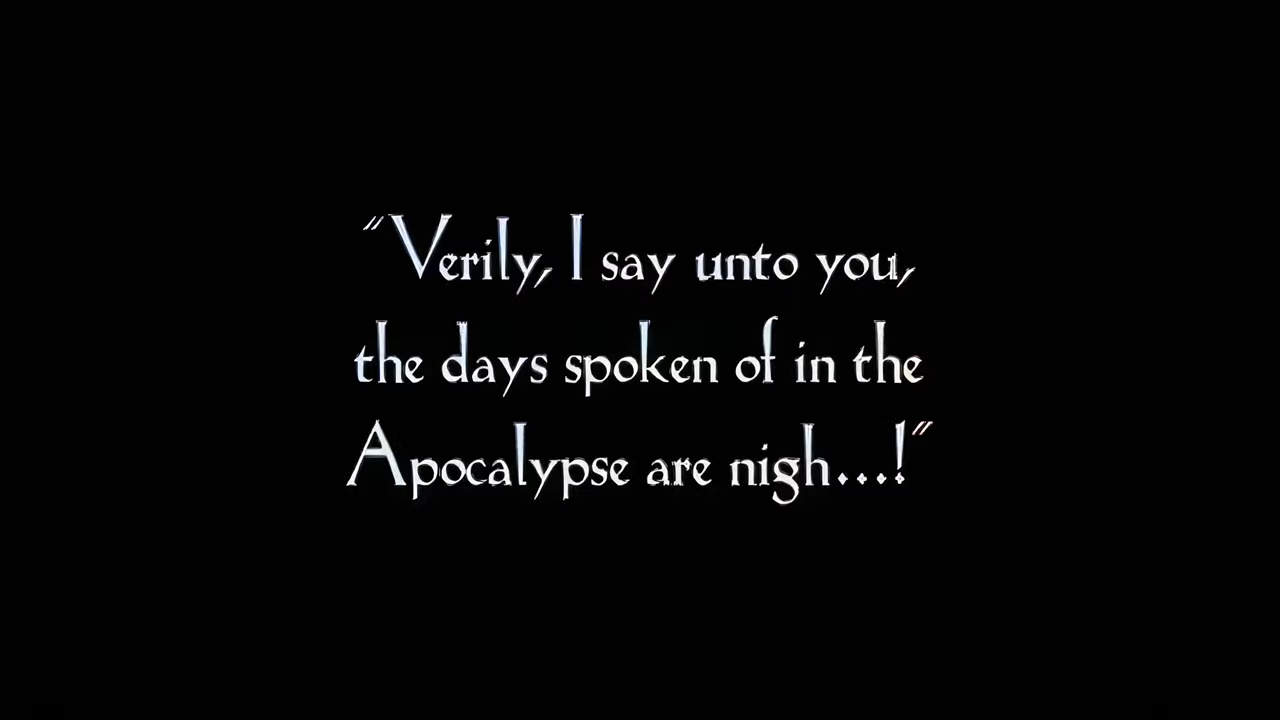 "Verily, I say unto you,
the days spoken of in the
Apocalypse are nigh...!"